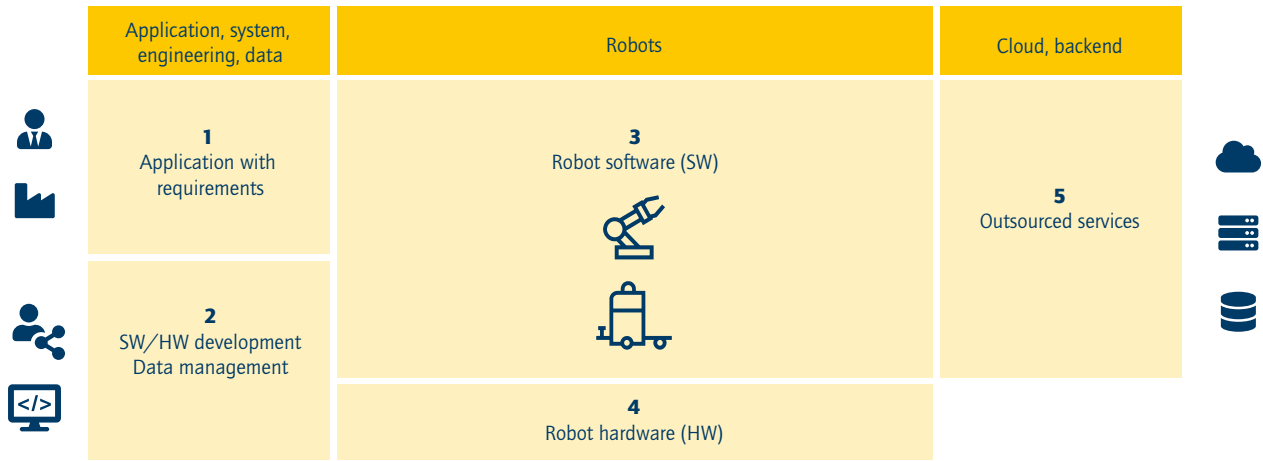 Application, system,
engineering, data
Robots
Cloud, backend
1
Application with
requirements
2
SW/HW development
Data management
3
Robot software (SW)
4
Robot hardware (HW)
5
Outsourced services
</>